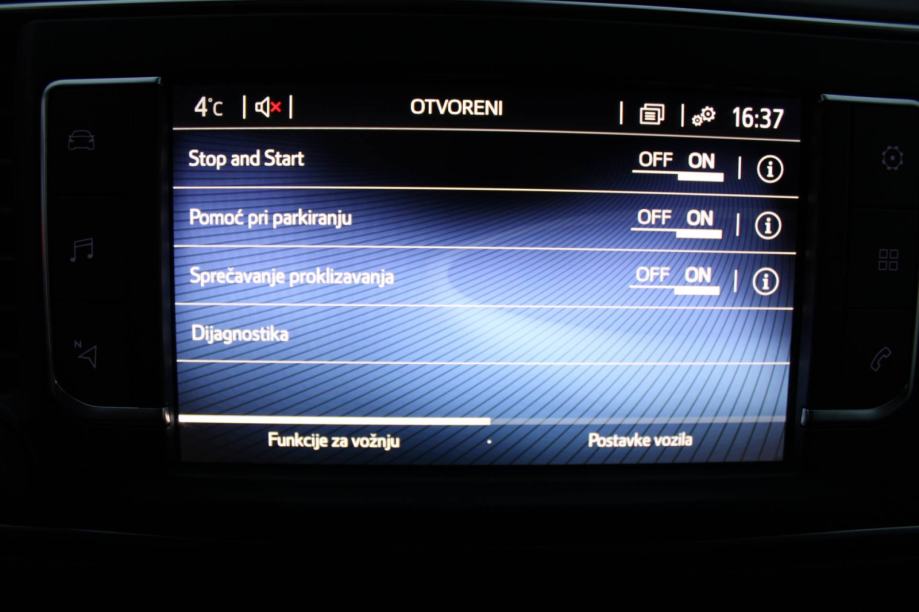 4°C OTVORENI 16:37
Stop and Start OFF ON
Pomoć pri parkiranju OFF ON
Sprečavanje proklizavanja OFF ON
Dijagnostika
Funkcije za vožnju Postavke vozila
N